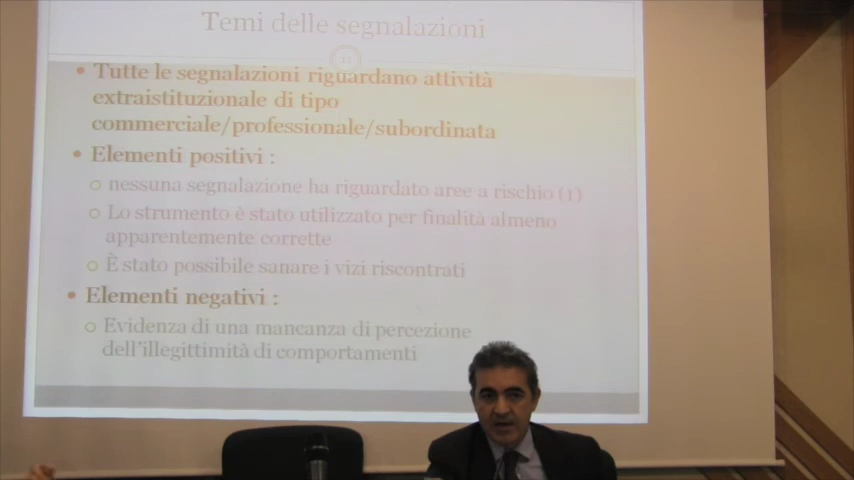 Temi delle segnalazioni
11
• Tutte le segnalazioni riguardano attività
extraistituzionale di tipo
commerciale/professionale/subordinata
• Elementi positivi :
nessuna segnalazione ha riguardato aree a rischio (1)
Lo strumento è stato utilizzato per finalità almeno
apparentemente corrette
È stato possibile sanare i vizi riscontrati
• Elementi negativi :
Evidenza di una mancanza di percezione
dell'illegittimità di comportamenti